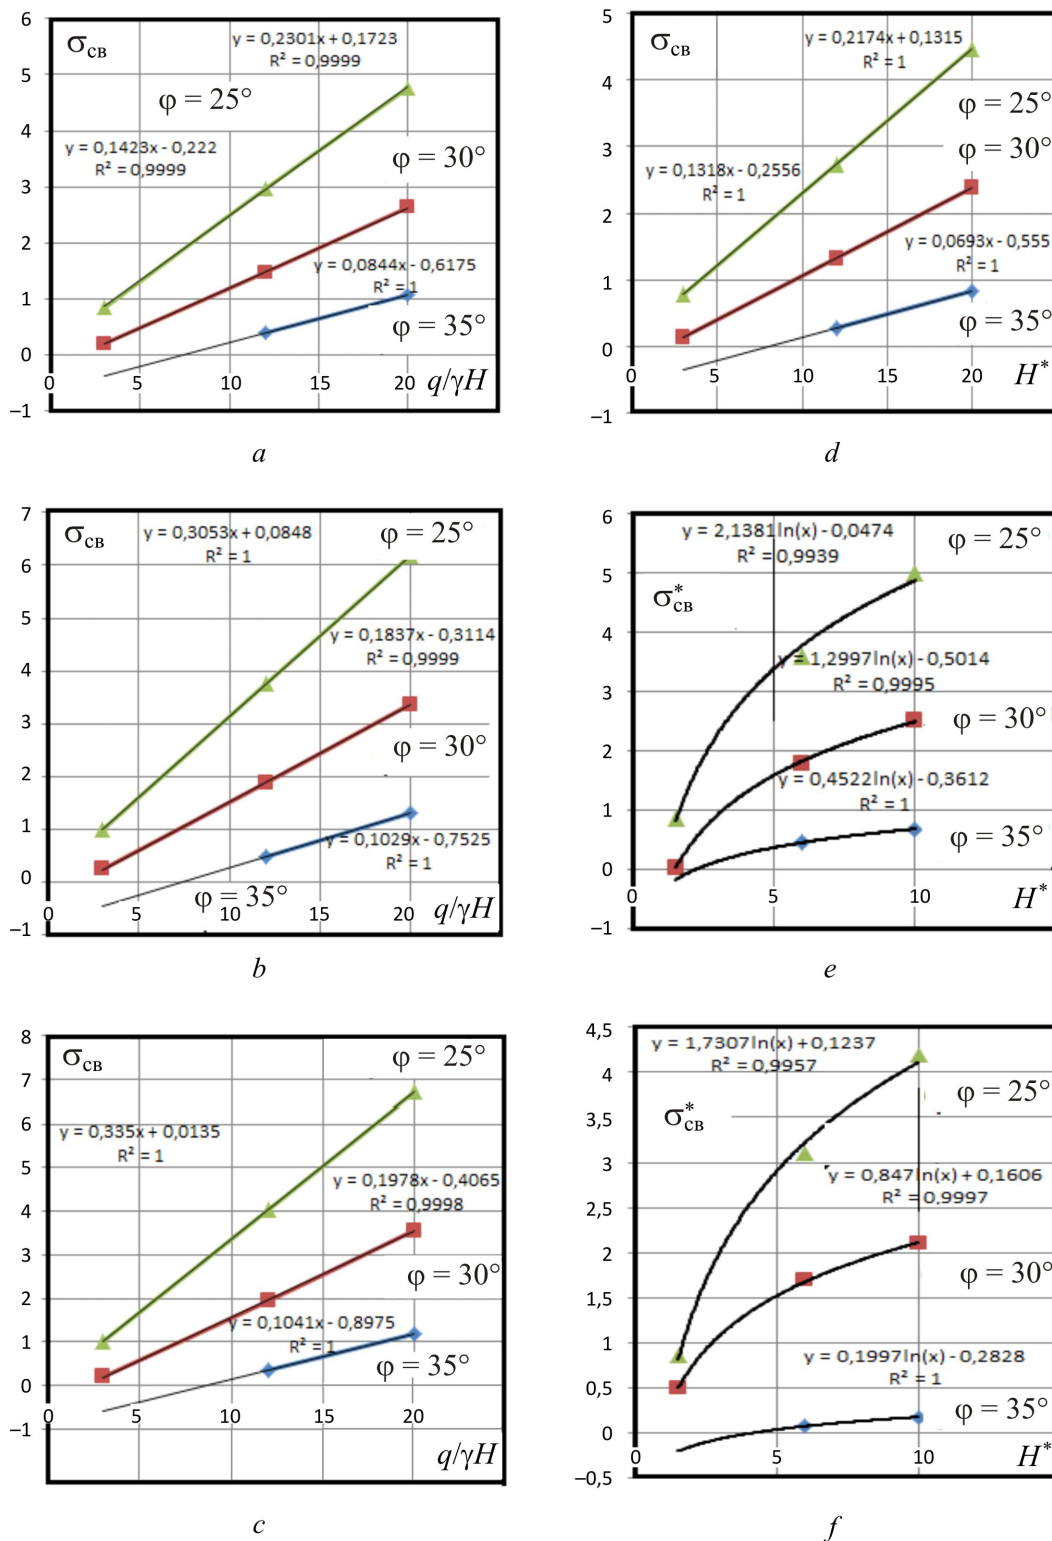 6
5
4
3
2
1
0
–1
σсв
y = 0,2301x + 0,1723
R² = 0,9999
φ = 25°
y = 0,1423x - 0,222
R² = 0,9999
φ = 30°
y = 0,0844x - 0,6175
R² = 1
φ = 35°
0 5 10 15 20 q/γH
a
5
4
3
2
1
0
–1
σсв
y = 0,2174x + 0,1315
R² = 1
φ = 25°
φ = 30°
y = 0,1318x - 0,2556
R² = 1
y = 0,0693x - 0,555
R² = 1
φ = 35°
0 5 10 15 20 H*
d
7
6
5
4
3
2
1
0
–1
σсв
y = 0,3053x + 0,0848
R² = 1
φ = 25°
y = 0,1837x - 0,3114
R² = 0,9999
φ = 30°
y = 0,1029x - 0,7525
R² = 1
φ = 35°
0 5 10 15 20 q/γH
b
6
5
4
3
2
1
0
–1
y = 2,1381ln(x) - 0,0474
R² = 0,9939
φ = 25°
σ*св
y = 1,2997ln(x) - 0,5014
R² = 0,9995
φ = 30°
y = 0,4522ln(x) - 0,3612
R² = 1
φ = 35°
0 5 10 H*
e
8
7
6
5
4
3
2
1
0
–1
σсв
φ = 25°
y = 0,335x + 0,0135
R² = 1
y = 0,1978x - 0,4065
R² = 0,9998
φ = 30°
y = 0,1041x - 0,8975
R² = 1
φ = 35°
0 5 10 15 20
q/γH
c
4,5
4
3,5
3
2,5
2
1,5
1
0,5
0
–0,5
y = 1,7307ln(x) + 0,1237
R² = 0,9957
φ = 25°
σ*св
y = 0,847ln(x) + 0,1606
R² = 0,9997
φ = 30°
y = 0,1997ln(x) - 0,2828
R² = 1
φ = 35°
0 5 10 H*
f